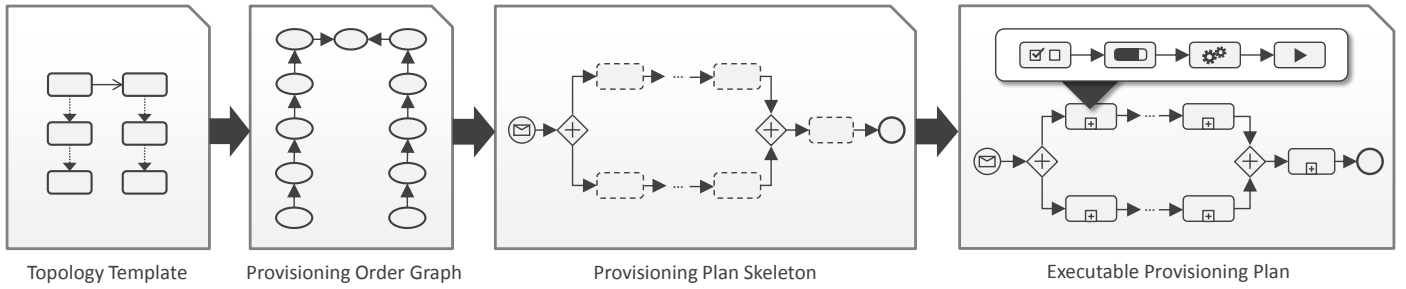 ...
...
...
...
Topology Template
Provisioning Order Graph
Provisioning Plan Skeleton
Executable Provisioning Plan